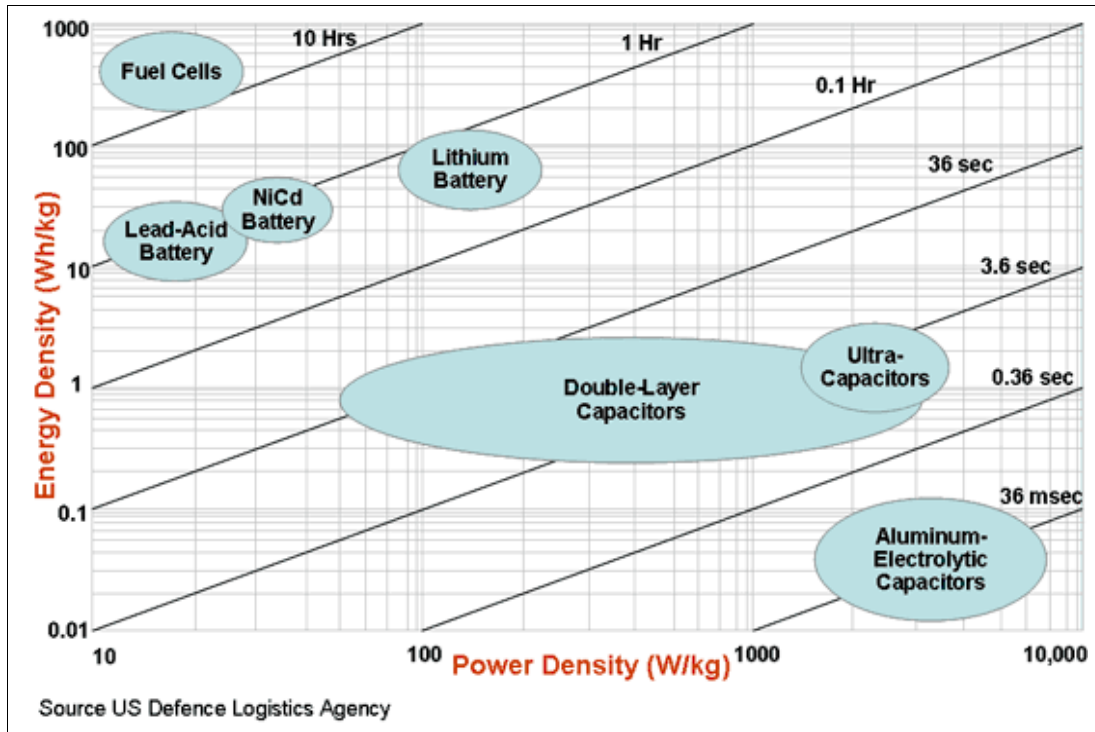 1000
100
10
1
0.1
0.01
Energy Density (Wh/kg)
10 Hrs
1 Hr
0.1 Hr
36 sec
3.6 sec
0.36 sec
36 msec
Fuel Cells
Lithium
Battery
NiCd
Battery
Lead-Acid
Battery
Double-Layer
Capacitors
Ultra-
Capacitors
Aluminum-
Electrolytic
Capacitors
10
100
1000
10,000
Power Density (W/kg)
Source US Defence Logistics Agency